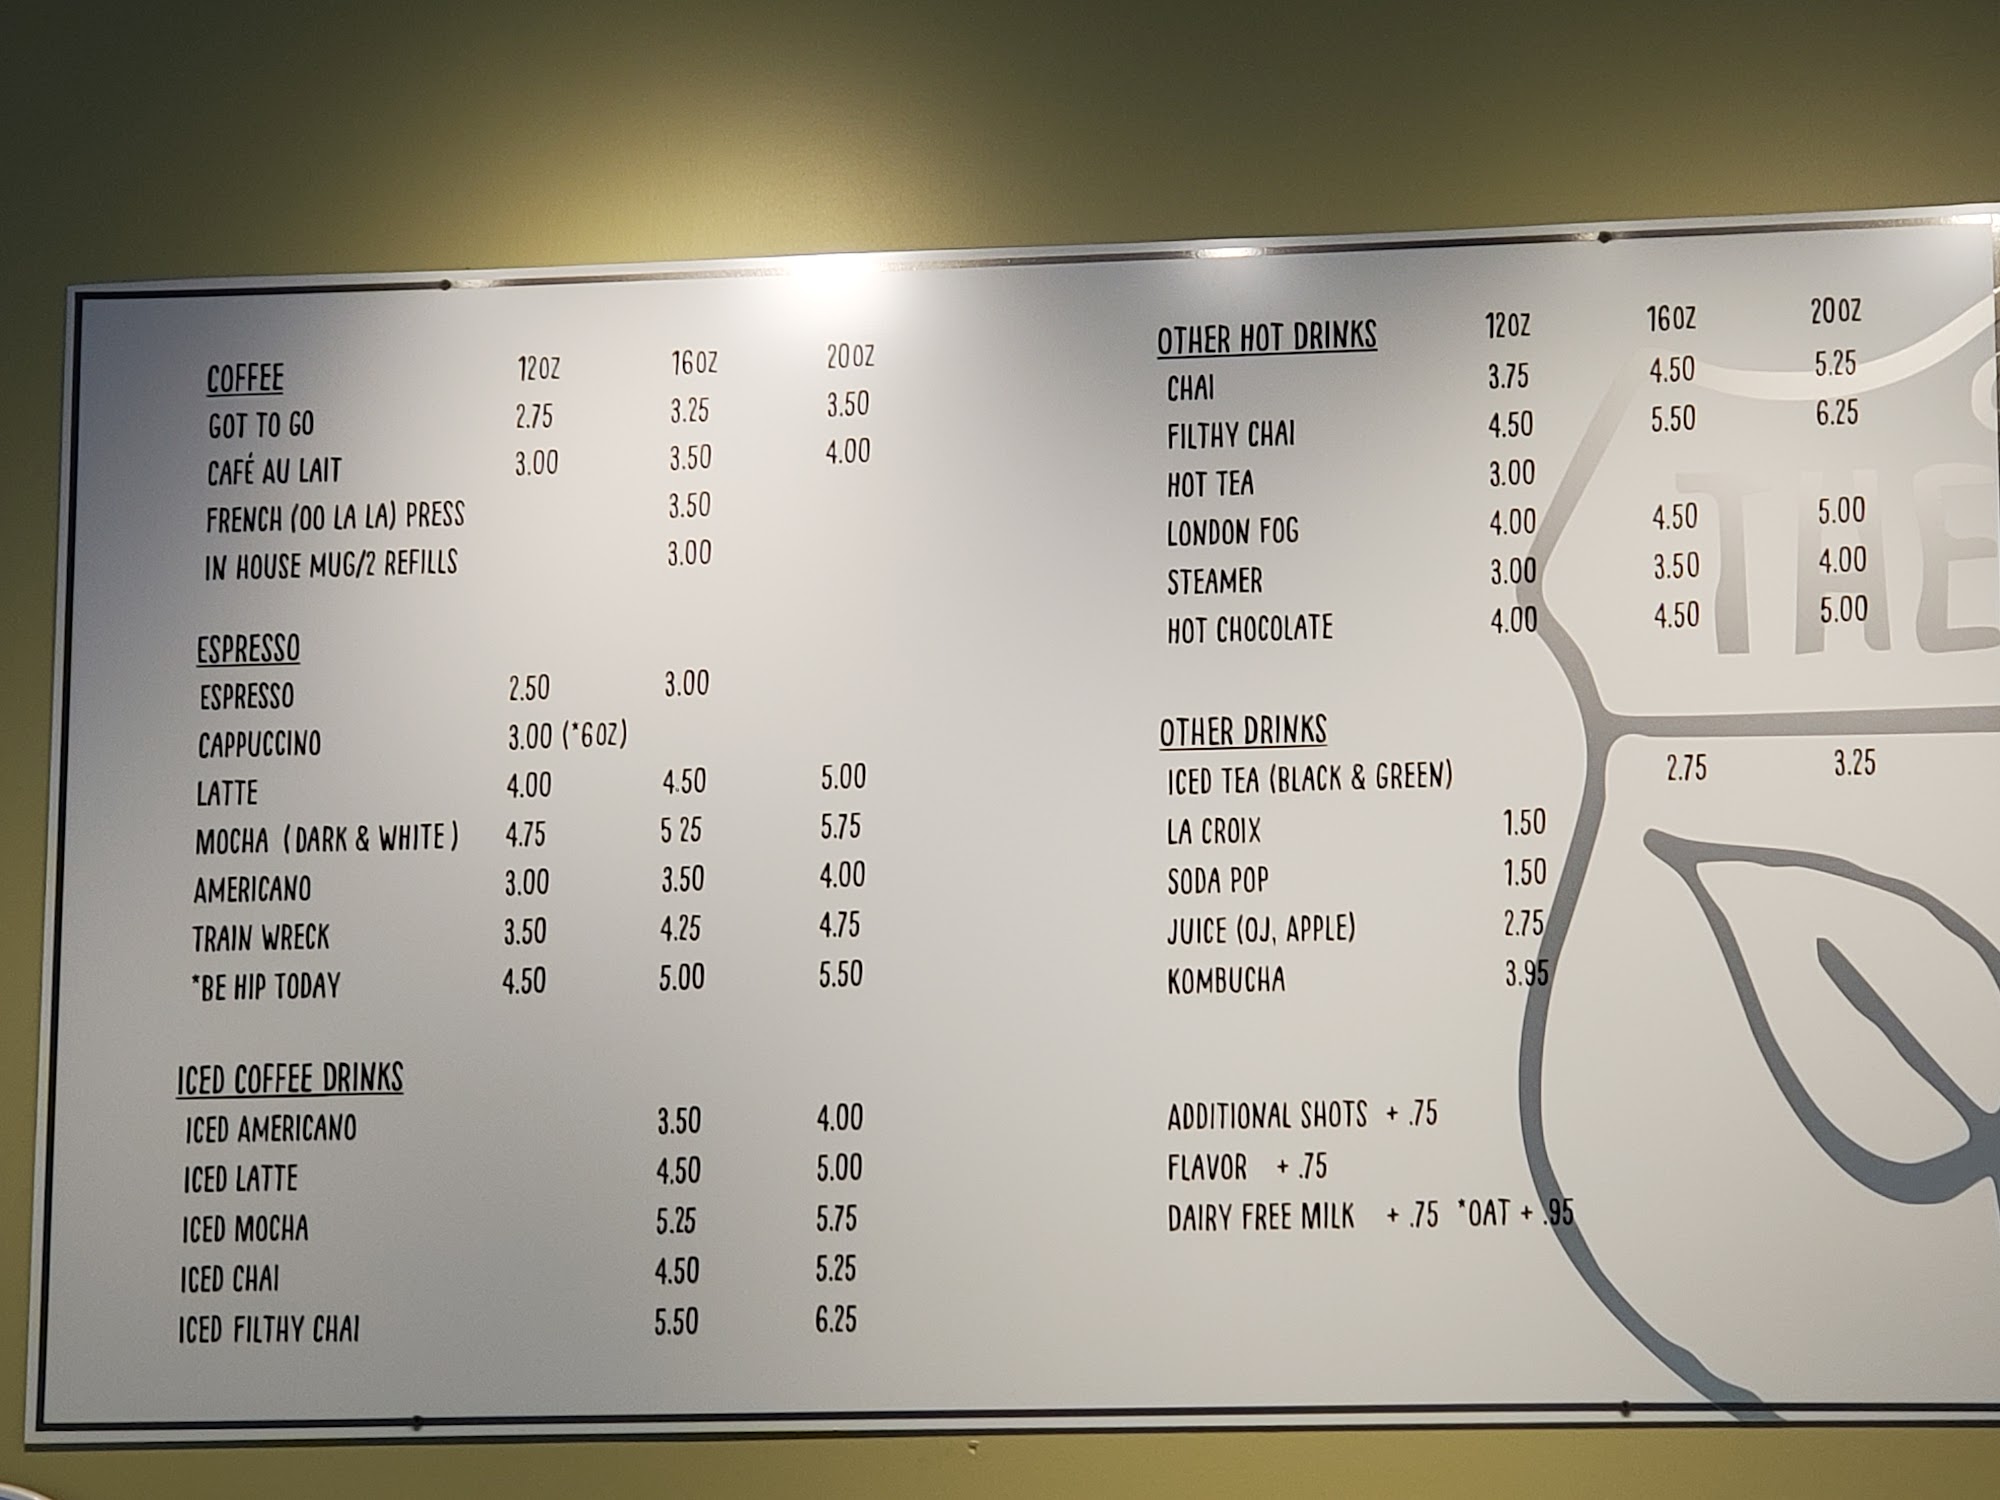 COFFEE 12OZ 16OZ 20OZ
GOT TO GO 2.75 3.25 3.50
CAFÉ AU LAIT 3.00 3.50 4.00
FRENCH (OO LA LA) PRESS 3.50
IN HOUSE MUG/2 REFILLS 3.00
ESPRESSO
ESPRESSO 2.50 3.00
CAPPUCCINO 3.00 (*6OZ)
LATTE 4.00 4.50 5.00
MOCHA (DARK & WHITE) 4.75 5 25 5.75
AMERICANO 3.00 3.50 4.00
TRAIN WRECK 3.50 4.25 4.75
*BE HIP TODAY 4.50 5.00 5.50
ICED COFFEE DRINKS
ICED AMERICANO 3.50 4.00
ICED LATTE 4.50 5.00
ICED MOCHA 5.25 5.75
ICED CHAI 4.50 5.25
ICED FILTHY CHAI 5.50 6.25
OTHER HOT DRINKS 12OZ 16OZ 20OZ
CHAI 3.75 4.50 5.25
FILTHY CHAI 4.50 5.50 6.25
HOT TEA 3.00
LONDON FOG 4.00 4.50 5.00
STEAMER 3.00 3.50 4.00
HOT CHOCOLATE 4.00 4.50 5.00
OTHER DRINKS
ICED TEA (BLACK & GREEN) 2.75 3.25
LA CROIX 1.50
SODA POP 1.50
JUICE (OJ, APPLE) 2.75
KOMBUCHA 3.95
ADDITIONAL SHOTS + .75
FLAVOR + .75
DAIRY FREE MILK + .75 *OAT + .95
THE